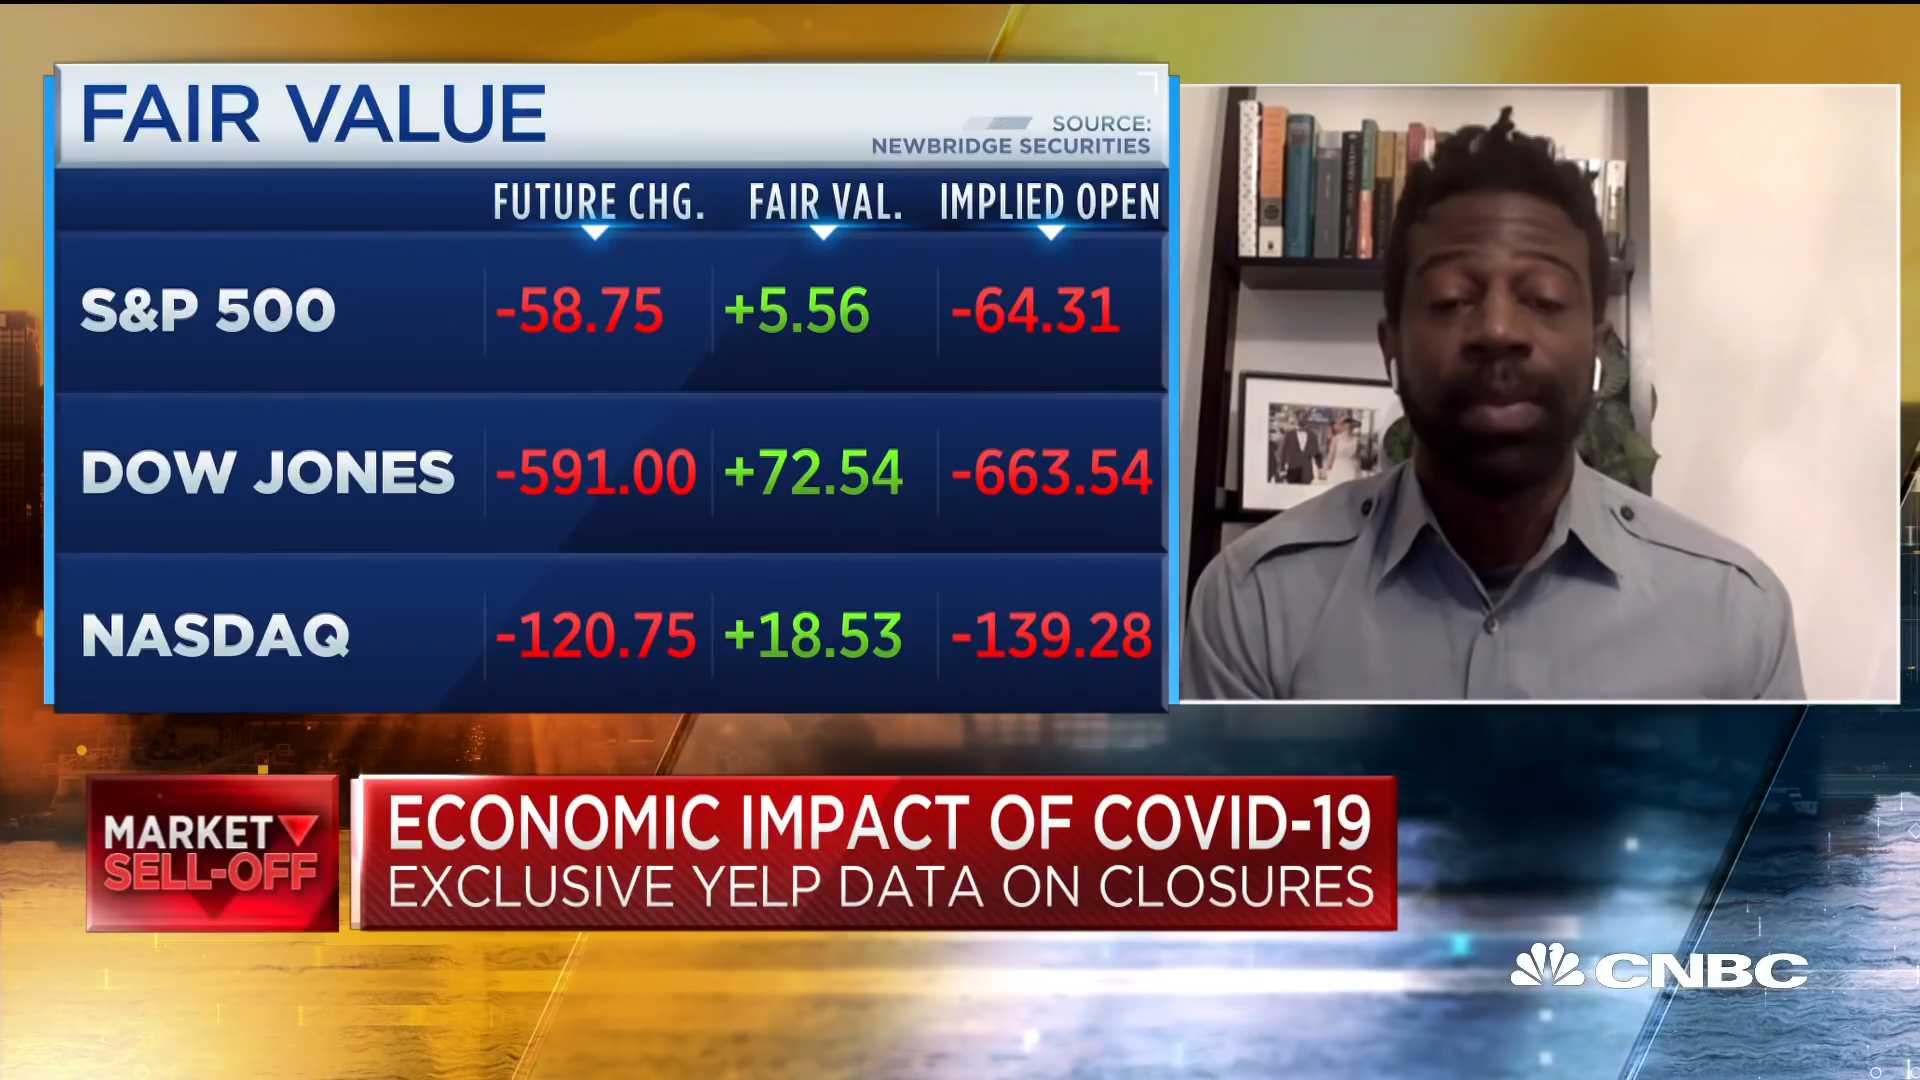 FAIR VALUE
SOURCE:
NEWBRIDGE SECURITIES
FUTURE CHG. FAIR VAL. IMPLIED OPEN
S&P 500 -58.75 +5.56 -64.31
DOW JONES -591.00 +72.54 -663.54
NASDAQ -120.75 +18.53 -139.28
MARKET
SELL-OFF
ECONOMIC IMPACT OF COVID-19
EXCLUSIVE YELP DATA ON CLOSURES
CNBC